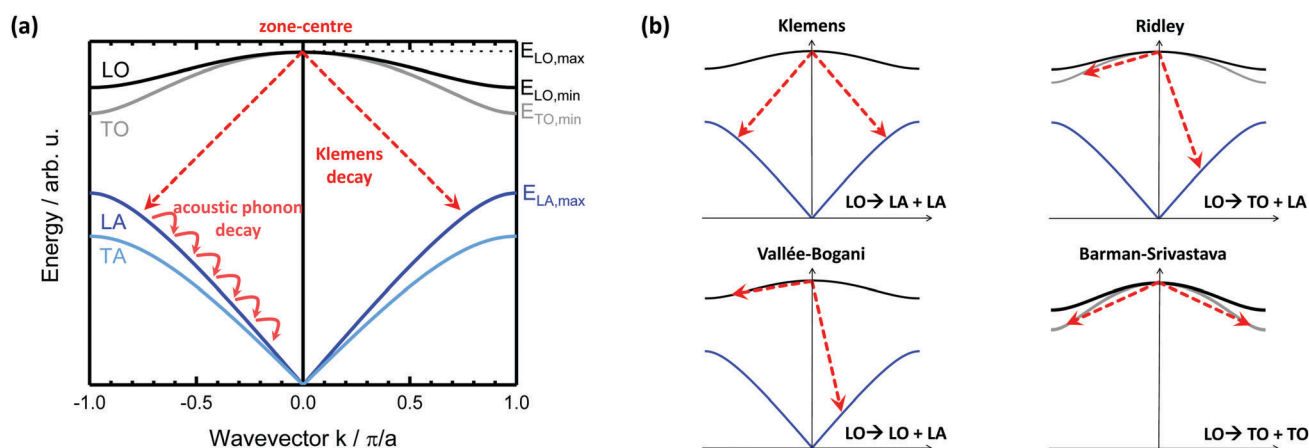 (a)
zone-centre
E_LO,max
LO
E_LO,min
TO
E_TO,min
Klemens
decay
E_LA,max
acoustic phonon
decay
LA
TA
Energy / arb. u.
-1.0
-0.5
0.0
0.5
1.0
Wavevector k / π/a
(b)
Klemens
LO→ LA + LA
Ridley
LO→ TO + LA
Vallée-Bogani
LO→ LO + LA
Barman-Srivastava
LO→ TO + TO